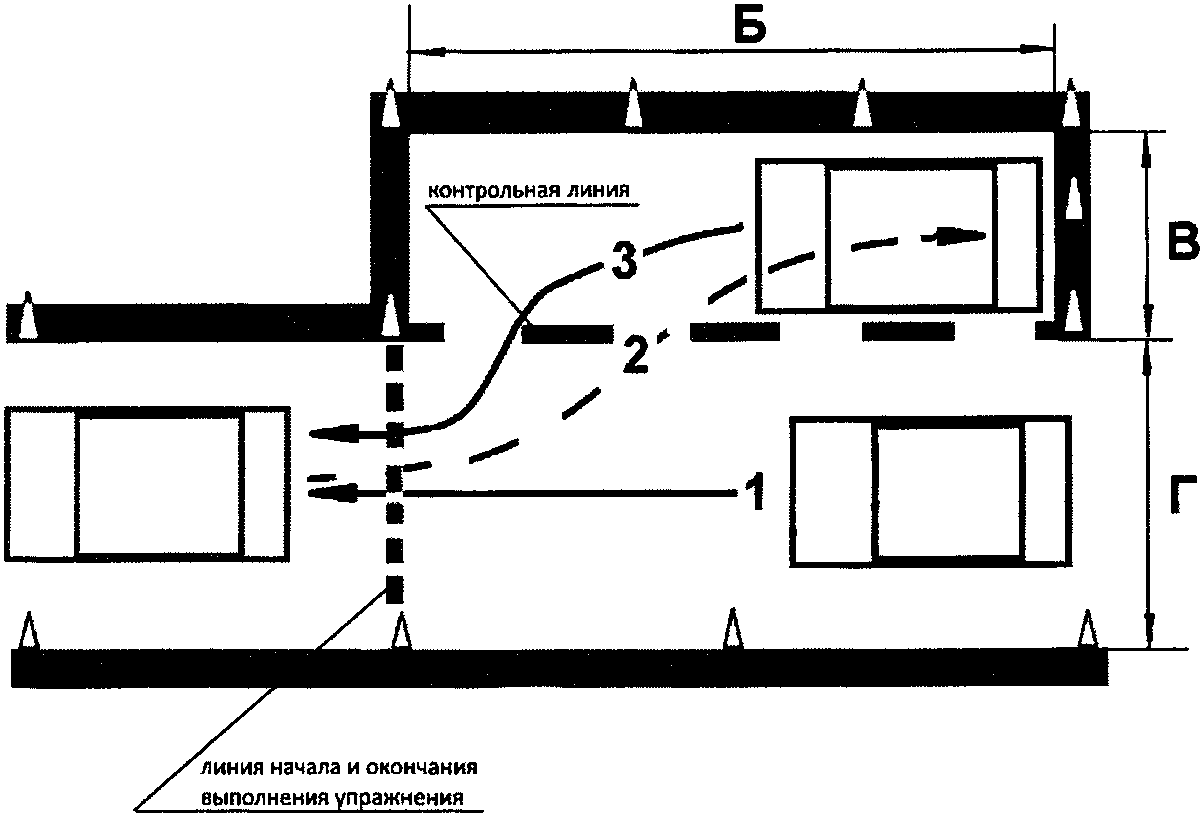 Б
контрольная линия
В
3
2
1
Г
линия начала и окончания
выполнения упражнения